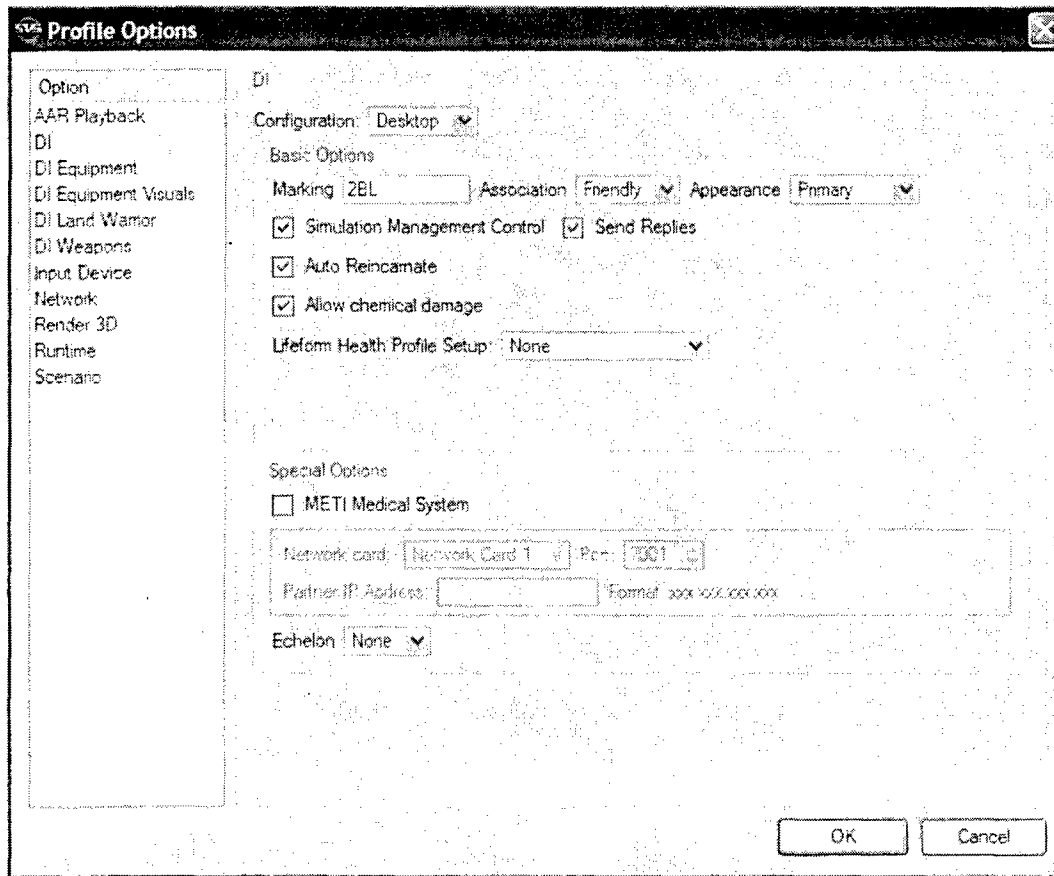 SVS Profile Options
Option
AAR Playback
DI
DI Equipment
DI Equipment Visuals
DI Land Warrior
DI Weapons
Input Device
Network
Render 3D
Runtime
Scenario
DI
Configuration: Desktop
Basic Options
Marking 2BL Association Friendly Appearance Primary
Simulation Management Control Send Replies
Auto Reincarnate
Allow chemical damage
Lifeform Health Profile Setup: None
Special Options
METI Medical System
Network card: Network Card 1 Port: 7001
Partner IP Address: Format: xxx.xxx.xxx.xxx
Echelon None
OK Cancel